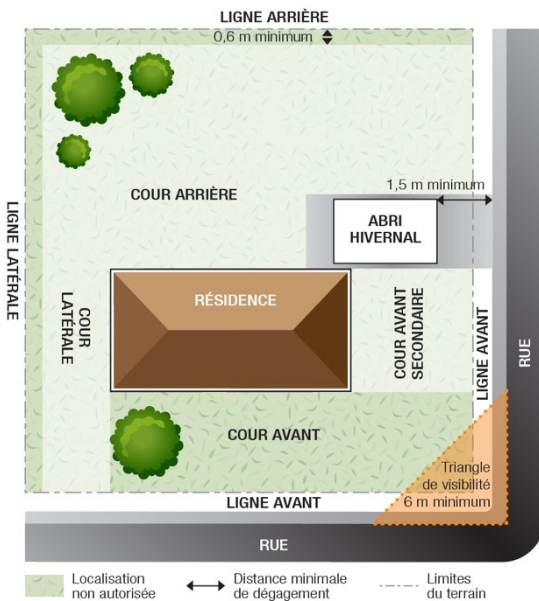 LIGNE ARRIÈRE
0,6 m minimum
COUR ARRIÈRE
1,5 m minimum
ABRI
HIVERNAL
LIGNE LATÉRALE
COUR
LATÉRALE
RÉSIDENCE
COUR AVANT
SECONDAIRE
LIGNE AVANT
RUE
COUR AVANT
Triangle
de visibilité
6 m minimum
LIGNE AVANT
RUE
Localisation
non autorisée
Distance minimale
de dégagement
Limites
du terrain